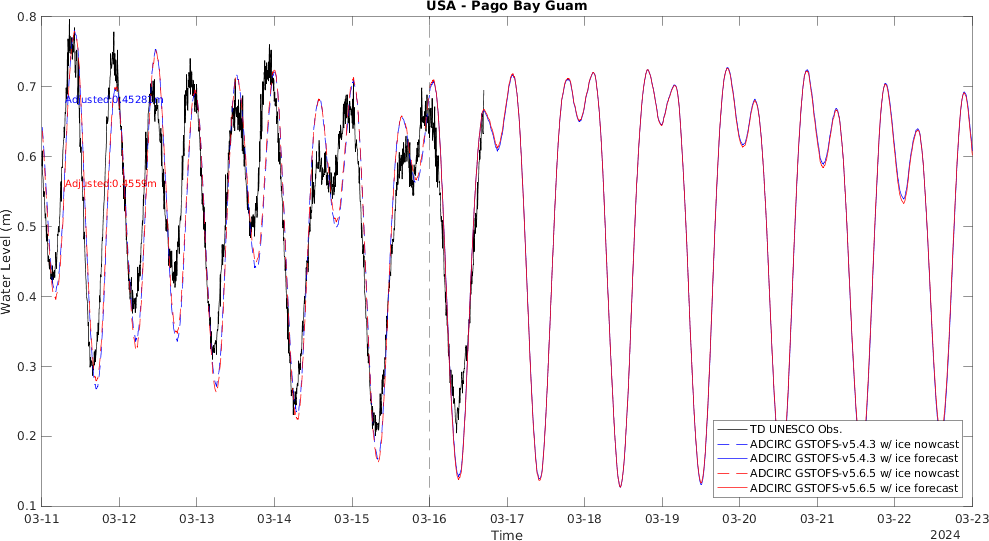 USA - Pago Bay Guam
0.8
0.7
0.6
0.5
0.4
0.3
0.2
0.1
Water Level (m)
Adjusted:0.4528 m
Adjusted:0.4559m
TD UNESCO Obs.
ADCIRC GSTOFS-v5.4.3 w/ ice nowcast
ADCIRC GSTOFS-v5.4.3 w/ ice forecast
ADCIRC GSTOFS-v5.6.5 w/ ice nowcast
ADCIRC GSTOFS-v5.6.5 w/ ice forecast
03-11 03-12 03-13 03-14 03-15 03-16 03-17 03-18 03-19 03-20 03-21 03-22 03-23
Time
2024